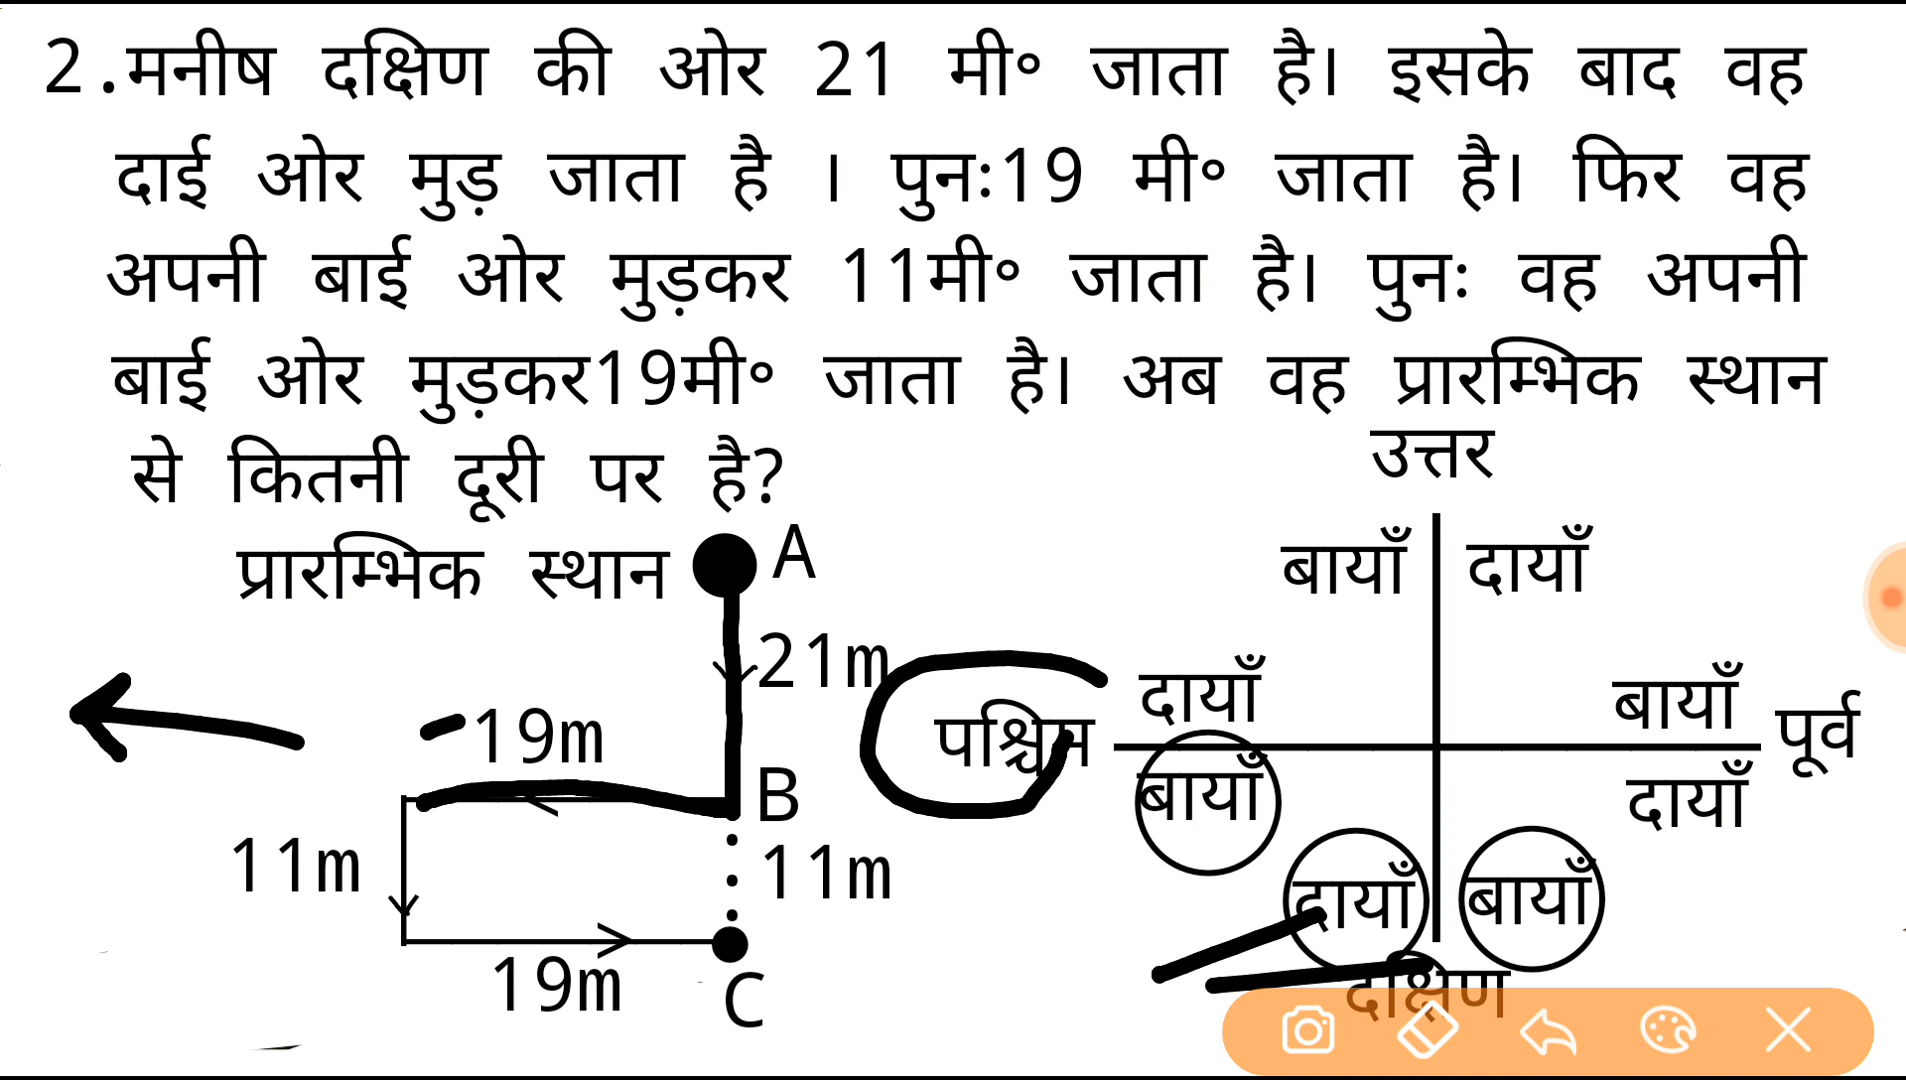 2.मनीष दक्षिण की ओर 21 मी॰ जाता है। इसके बाद वह
दाई ओर मुड़ जाता है । पुनः19 मी॰ जाता है। फिर वह
अपनी बाई ओर मुड़कर 11मी॰ जाता है। पुनः वह अपनी
बाई ओर मुड़कर19मी॰ जाता है। अब वह प्रारम्भिक स्थान
से कितनी दूरी पर है?
उत्तर
प्रारम्भिक स्थान A
बायाँ दायाँ
21m
दायाँ
बायाँ
19m
पश्चिम
पूर्व
B
बायाँ
दायाँ
11m
11m
दायाँ
बायाँ
19m
C
दक्षिण